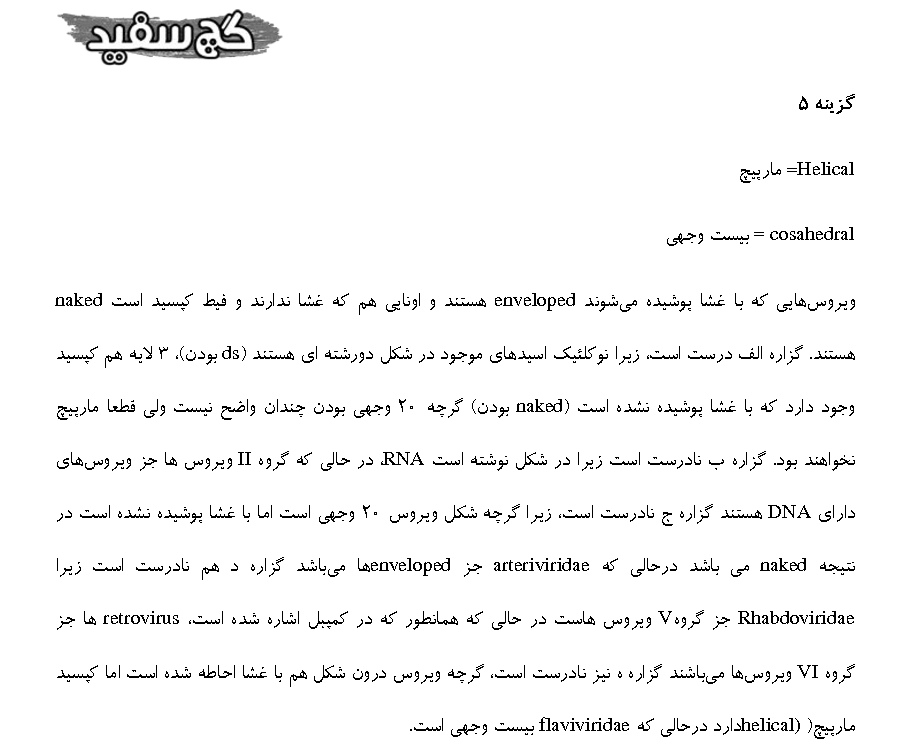 گچ سفید
گزینه ۵
Helical= مارپیچ
cosahedral = بیست وجهی
ویروس‌هایی که با غشا پوشیده می‌شوند enveloped هستند و اونایی هم که غشا ندارند و فیط کپسید است naked
هستند. گزاره الف درست است، زیرا نوکلئیک اسیدهای موجود در شکل دورشته ای هستند (ds بودن)، ۳ لایه هم کپسید
وجود دارد که با غشا پوشیده نشده است (naked بودن) گرچه ۲۰ وجهی بودن چندان واضح نیست ولی قطعا مارپیچ
نخواهند بود. گزاره ب نادرست است زیرا در شکل نوشته است RNA، در حالی که گروه II ویروس ها جز ویروس‌های
دارای DNA هستند گزاره ج نادرست است، زیرا گرچه شکل ویروس ۲۰ وجهی است اما با غشا پوشیده نشده است در
نتیجه naked می باشد درحالی که arteriviridae جز envelopedها می‌باشد گزاره د هم نادرست است زیرا
Rhabdoviridae جز گروهV ویروس هاست در حالی که همانطور که در کمپبل اشاره شده است، retrovirus ها جز
گروه VI ویروس‌ها می‌باشند گزاره ه نیز نادرست است، گرچه ویروس درون شکل هم با غشا احاطه شده است اما کپسید
مارپیچ( (helicalدارد درحالی که flaviviridae بیست وجهی است.